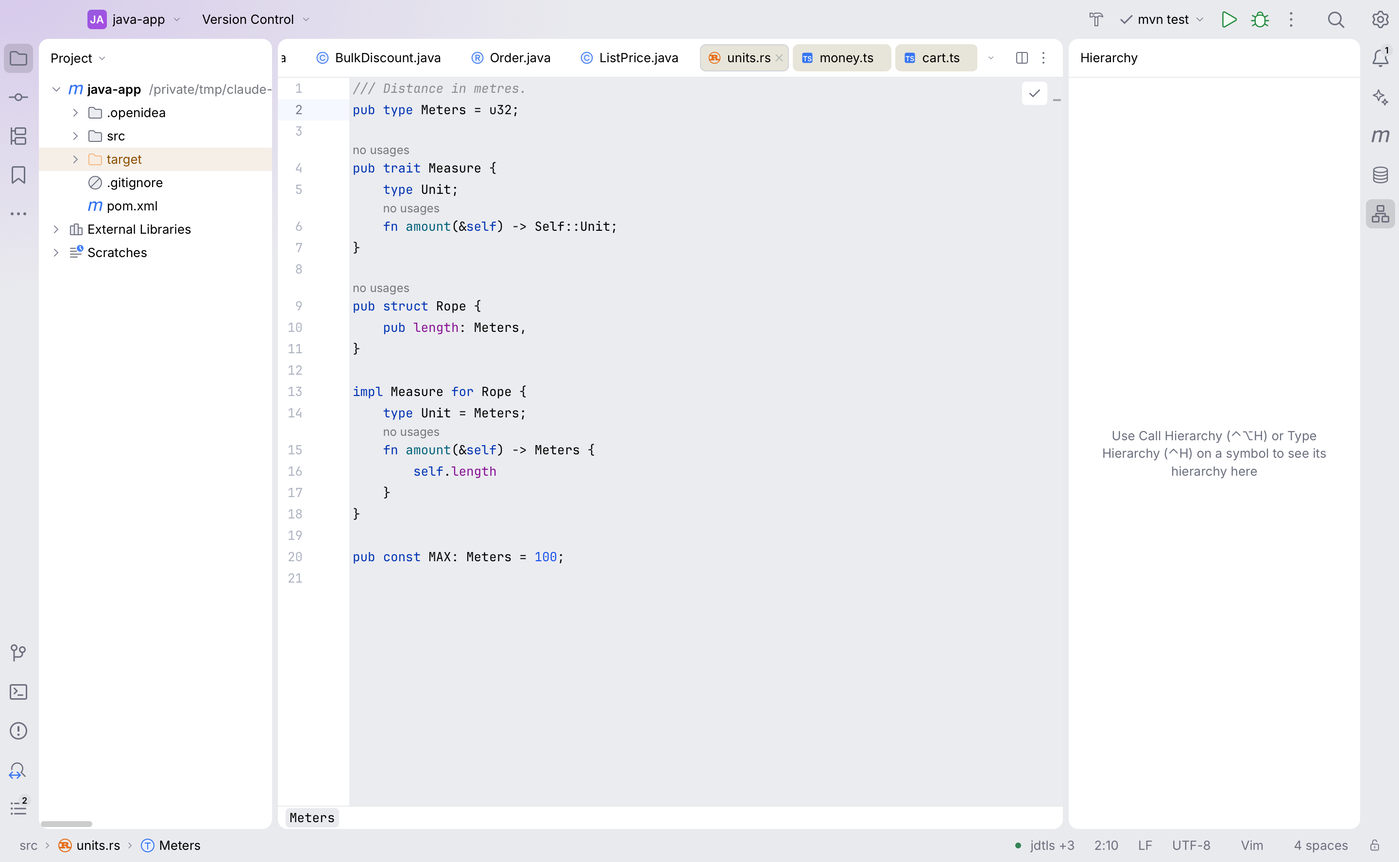 JA java-app
Version Control
mvn test
Project
java-app /private/tmp/claude-
.openidea
src
target
.gitignore
m pom.xml
External Libraries
Scratches
a
BulkDiscount.java
Order.java
ListPrice.java
units.rs
TS money.ts
TS cart.ts
1 /// Distance in metres.
2 pub type Meters = u32;
3
no usages
4 pub trait Measure {
5 type Unit;
no usages
6 fn amount(&self) -> Self::Unit;
7 }
8
no usages
9 pub struct Rope {
10 pub length: Meters,
11 }
12
13 impl Measure for Rope {
14 type Unit = Meters;
no usages
15 fn amount(&self) -> Meters {
16 self.length
17 }
18 }
19
20 pub const MAX: Meters = 100;
21
Meters
Hierarchy
Use Call Hierarchy (⌃⌥H) or Type
Hierarchy (⌃H) on a symbol to see its
hierarchy here
1
m
2
src > units.rs > T Meters
jdtls +3
2:10
LF
UTF-8
Vim
4 spaces